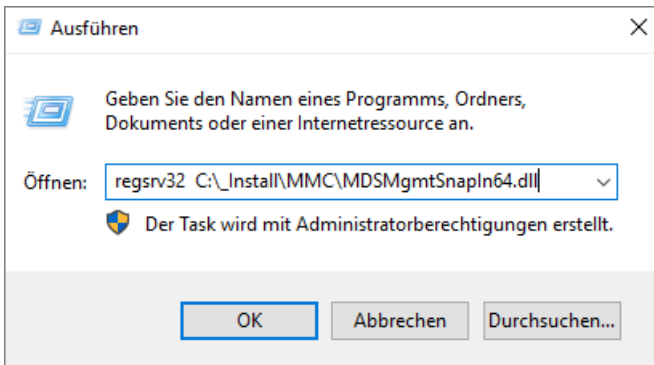 Ausführen
Geben Sie den Namen eines Programms, Ordners,
Dokuments oder einer Internetressource an.
Öffnen: regsrv32  C:\_Install\MMC\MDSMgmtSnapIn64.dll
Der Task wird mit Administratorberechtigungen erstellt.
OK Abbrechen Durchsuchen...